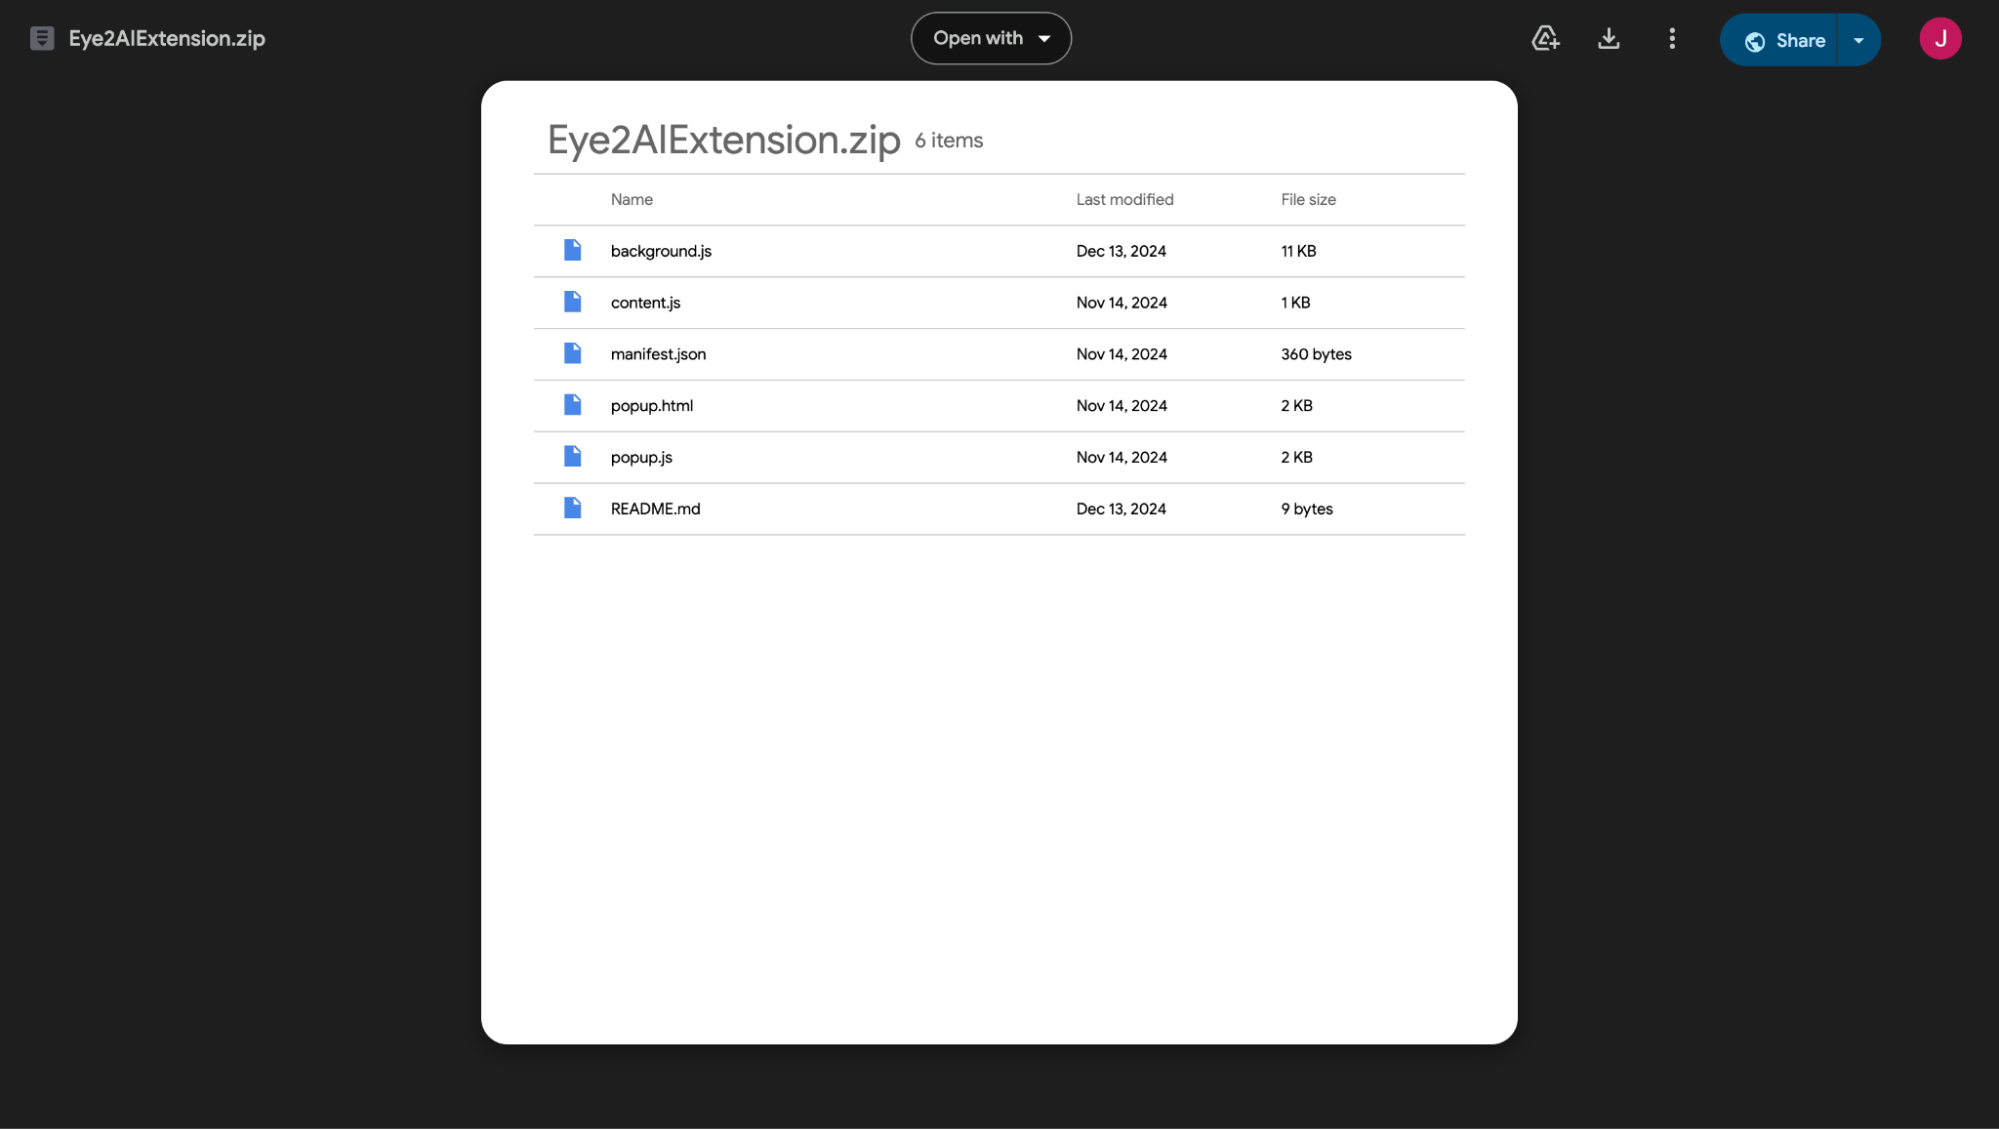 Eye2AIExtension.zip
Open with
Share
J
Eye2AIExtension.zip 6 items
Name Last modified File size
background.js Dec 13, 2024 11 KB
content.js Nov 14, 2024 1 KB
manifest.json Nov 14, 2024 360 bytes
popup.html Nov 14, 2024 2 KB
popup.js Nov 14, 2024 2 KB
README.md Dec 13, 2024 9 bytes